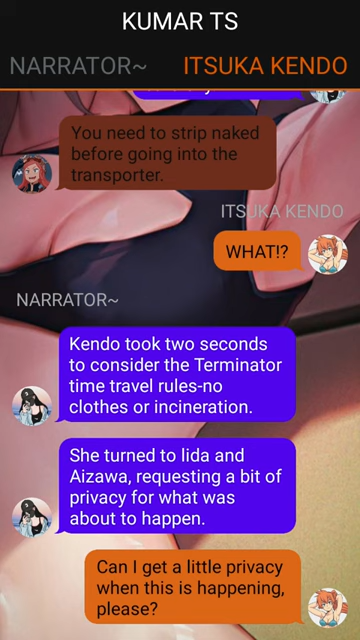 KUMAR TS
NARRATOR~ ITSUKA KENDO
You need to strip naked
before going into the
transporter.
ITSUKA KENDO
WHAT!?
NARRATOR~
Kendo took two seconds
to consider the Terminator
time travel rules-no
clothes or incineration.
She turned to Iida and
Aizawa, requesting a bit of
privacy for what was
about to happen.
Can I get a little privacy
when this is happening,
please?